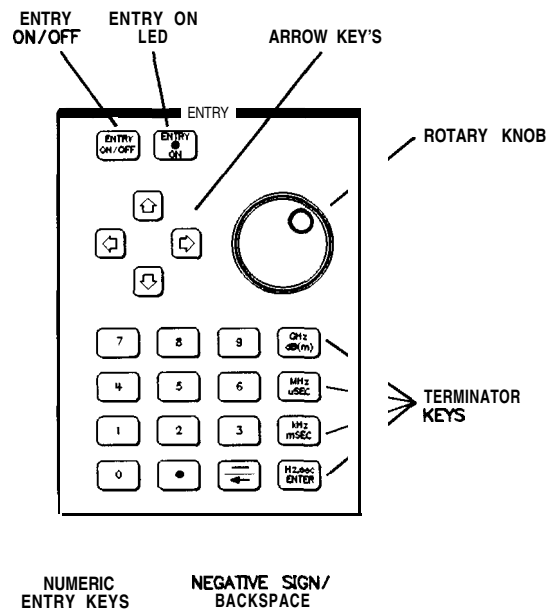 ENTRY
ON/OFF
ENTRY ON
LED
ARROW KEY'S
ENTRY
ENTRY
ON/OFF
ENTRY
ON
ROTARY KNOB
7 8 9 GHz
dB(m)
4 5 6 MHz
uSEC
1 2 3 kHz
mSEC
0 Hz,sec
ENTER
TERMINATOR
KEYS
NUMERIC
ENTRY KEYS
NEGATIVE SIGN/
BACKSPACE